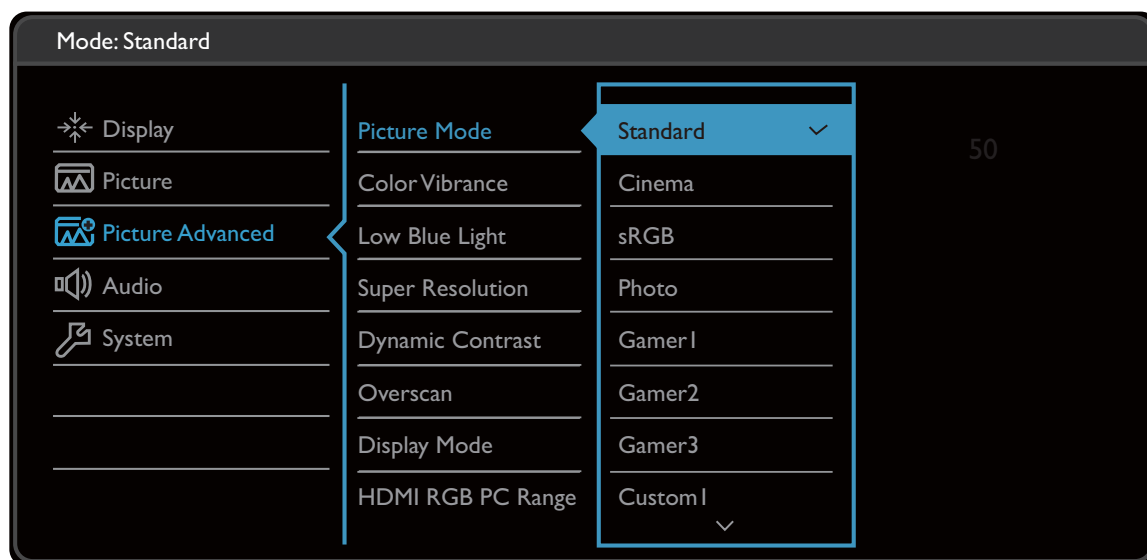 Mode: Standard
Display
Picture
Picture Advanced
Audio
System
Picture Mode
Color Vibrance
Low Blue Light
Super Resolution
Dynamic Contrast
Overscan
Display Mode
HDMI RGB PC Range
Standard
Cinema
sRGB
Photo
Gamer1
Gamer2
Gamer3
Custom1
50